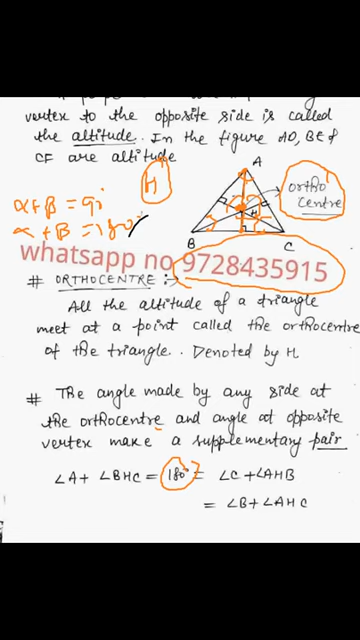 vertex to the opposite side is called
the altitude. In the figure AD, BE &
CF are altitude
H
A
α+β = 90
α + β = 180°
ortho
centre
H
B
C
whatsapp no 9728435915
# ORTHOCENTRE :-
All the altitude of a triangle
meet at a point called the orthocentre
of the triangle. Denoted by H
# The angle made by any side at
the orthocentre and angle at opposite
vertex make a supplementary pair
∠A + ∠BHC = 180° = ∠C + ∠AHB
= ∠B + ∠AHC